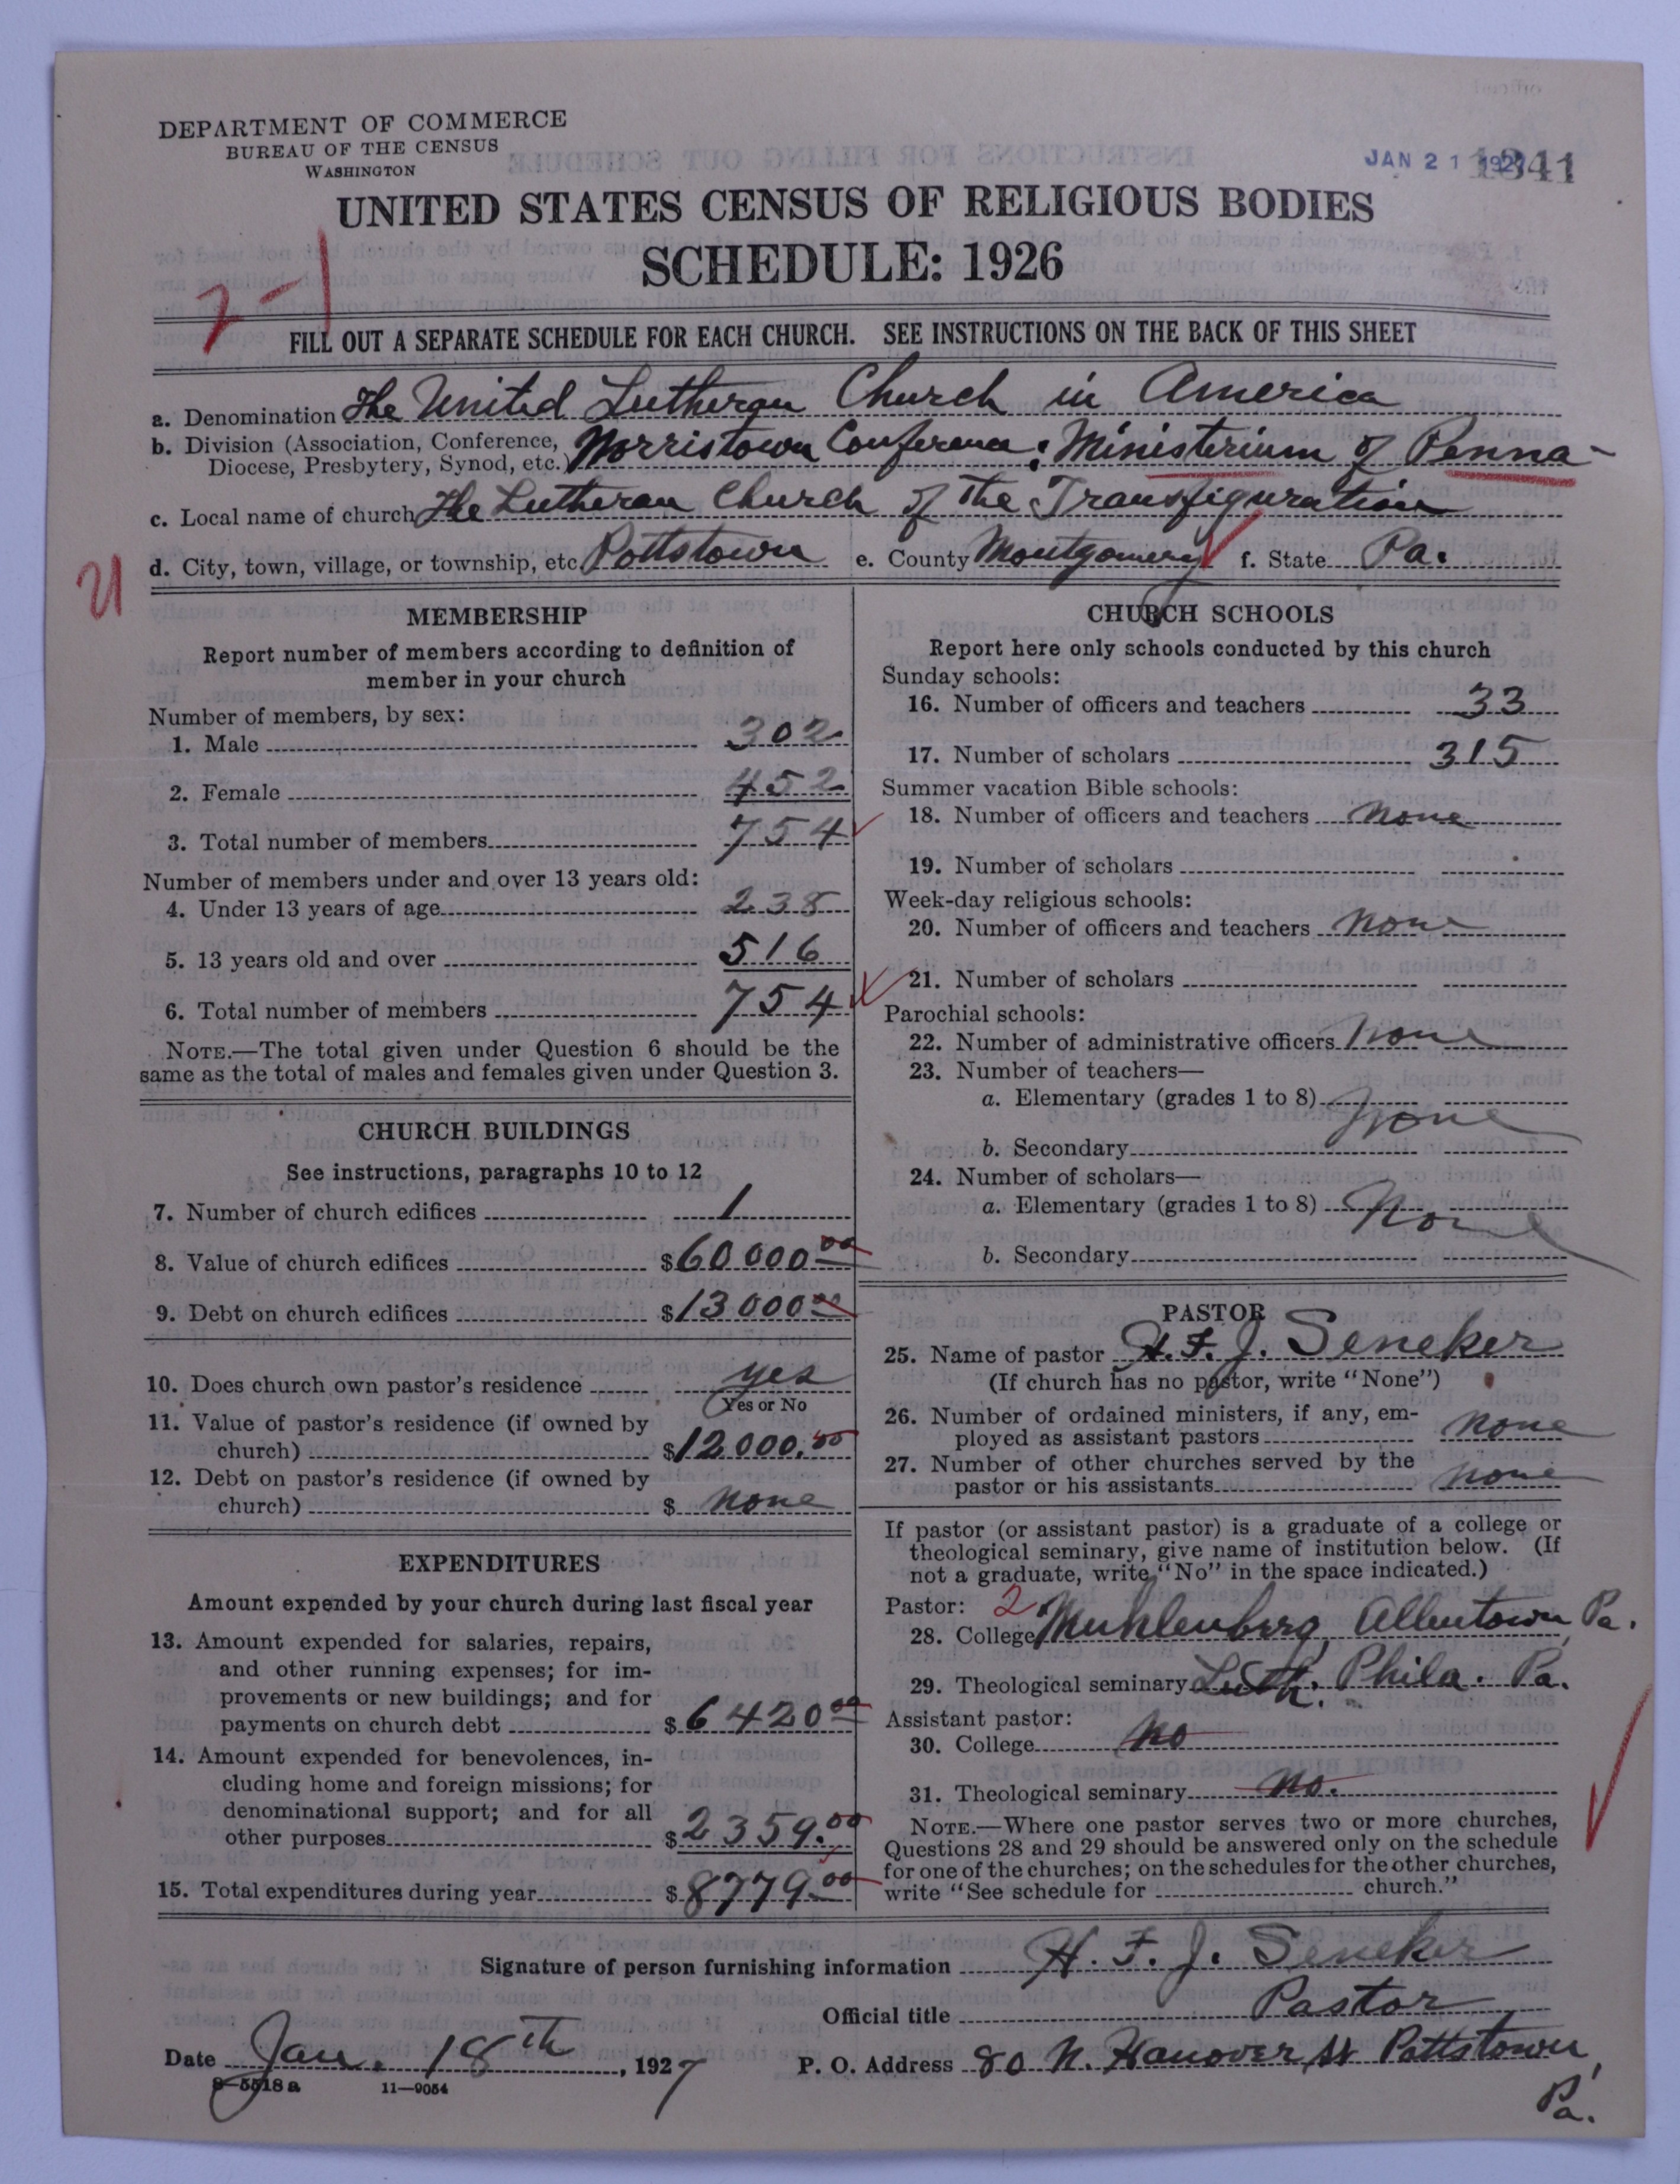 DEPARTMENT OF COMMERCE
BUREAU OF THE CENSUS
WASHINGTON
JAN 21 1927
1341
UNITED STATES CENSUS OF RELIGIOUS BODIES
SCHEDULE: 1926
7-1
FILL OUT A SEPARATE SCHEDULE FOR EACH CHURCH. SEE INSTRUCTIONS ON THE BACK OF THIS SHEET
a. Denomination The United Lutheran Church in America
b. Division (Association, Conference, Diocese, Presbytery, Synod, etc.) Norristown Conference: Ministerium of Penna-
c. Local name of church The Lutheran Church of The Transfiguration
d. City, town, village, or township, etc. Pottstown e. County Montgomery f. State Pa.
21
MEMBERSHIP
Report number of members according to definition of
member in your church
Number of members, by sex:
1. Male 302
2. Female 452
3. Total number of members 754
Number of members under and over 13 years old:
4. Under 13 years of age 238
5. 13 years old and over 516
6. Total number of members 754
NOTE.—The total given under Question 6 should be the
same as the total of males and females given under Question 3.
CHURCH BUILDINGS
See instructions, paragraphs 10 to 12
7. Number of church edifices 1
8. Value of church edifices $60000.00
9. Debt on church edifices $13000.00
10. Does church own pastor's residence yes
Yes or No
11. Value of pastor's residence (if owned by
church) $12000.00
12. Debt on pastor's residence (if owned by
church) $ none
EXPENDITURES
Amount expended by your church during last fiscal year
13. Amount expended for salaries, repairs,
and other running expenses; for im-
provements or new buildings; and for
payments on church debt $6420.00
14. Amount expended for benevolences, in-
cluding home and foreign missions; for
denominational support; and for all
other purposes $2359.00
15. Total expenditures during year $8779.00
CHURCH SCHOOLS
Report here only schools conducted by this church
Sunday schools:
16. Number of officers and teachers 33
17. Number of scholars 315
Summer vacation Bible schools:
18. Number of officers and teachers none
19. Number of scholars
Week-day religious schools:
20. Number of officers and teachers none
21. Number of scholars
Parochial schools:
22. Number of administrative officers none
23. Number of teachers—
a. Elementary (grades 1 to 8) none
b. Secondary
24. Number of scholars—
a. Elementary (grades 1 to 8) None
b. Secondary
PASTOR
25. Name of pastor H. F. J. Seneker
(If church has no pastor, write "None")
26. Number of ordained ministers, if any, em-
ployed as assistant pastors none
27. Number of other churches served by the
pastor or his assistants none
If pastor (or assistant pastor) is a graduate of a college or
theological seminary, give name of institution below. (If
not a graduate, write "No" in the space indicated.)
Pastor: 2
28. College Muhlenberg, Allentown, Pa.
29. Theological seminary Luth. Phila. Pa.
Assistant pastor:
30. College no
31. Theological seminary no.
NOTE.—Where one pastor serves two or more churches,
Questions 28 and 29 should be answered only on the schedule
for one of the churches; on the schedules for the other churches,
write "See schedule for church."
Signature of person furnishing information H. F. J. Seneker
Official title Pastor
Date Jan. 18th, 1927 P. O. Address 80 N. Hanover St Pottstown,
Pa.
8-5518 a 11-9054